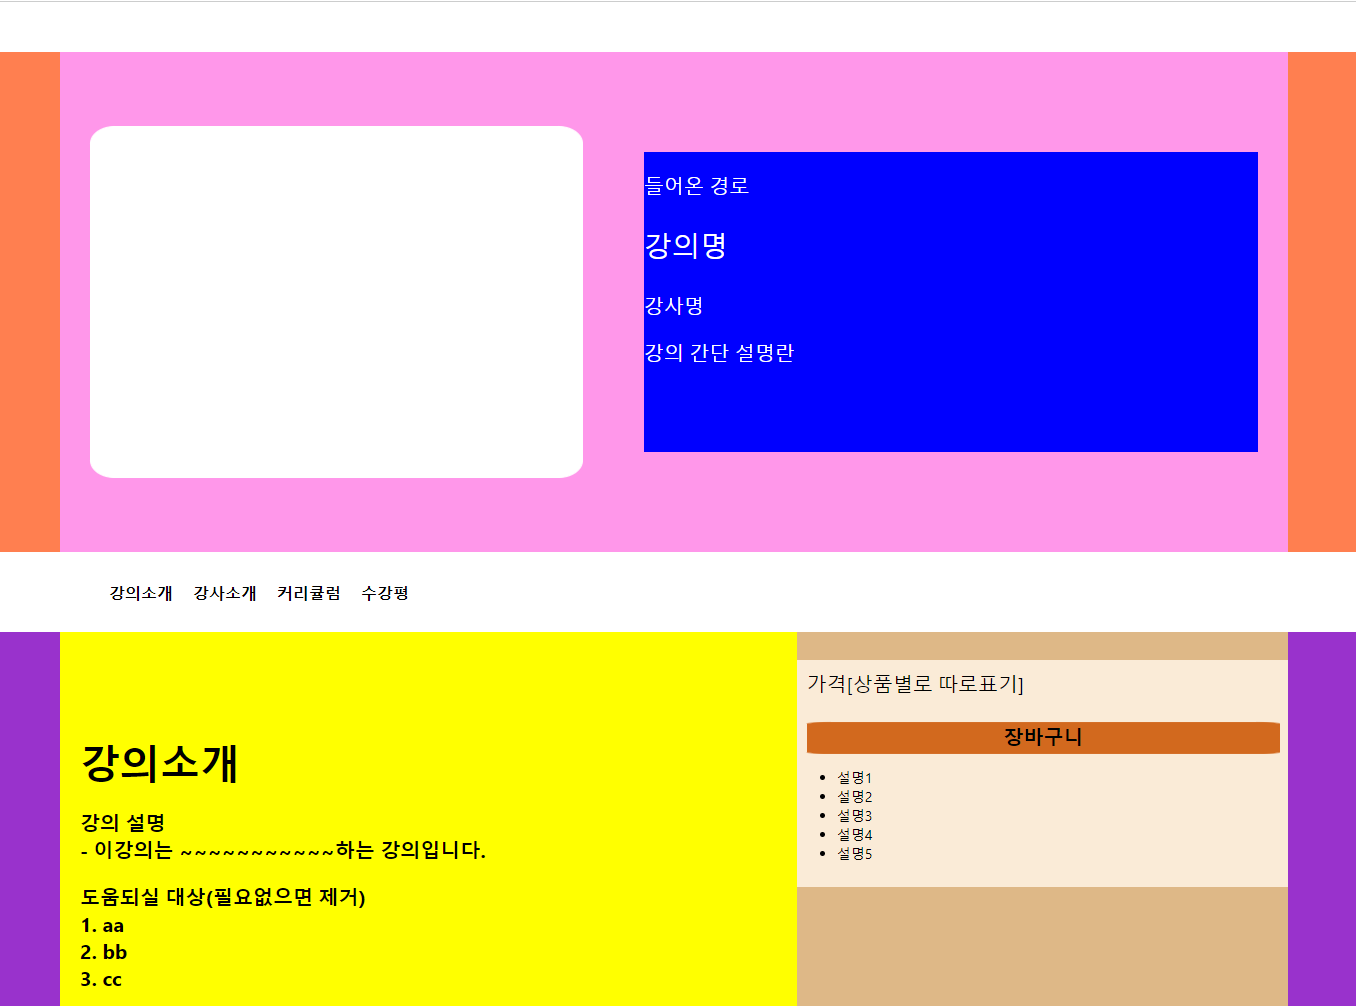 들어온 경로
강의명
강사명
강의 간단 설명란
강의소개 강사소개 커리큘럼 수강평
강의소개
강의 설명
- 이강의는 ~~~~~~~~~~~하는 강의입니다.
도움되실 대상(필요없으면 제거)
1. aa
2. bb
3. cc
가격[상품별로 따로표기]
장바구니
설명1
설명2
설명3
설명4
설명5